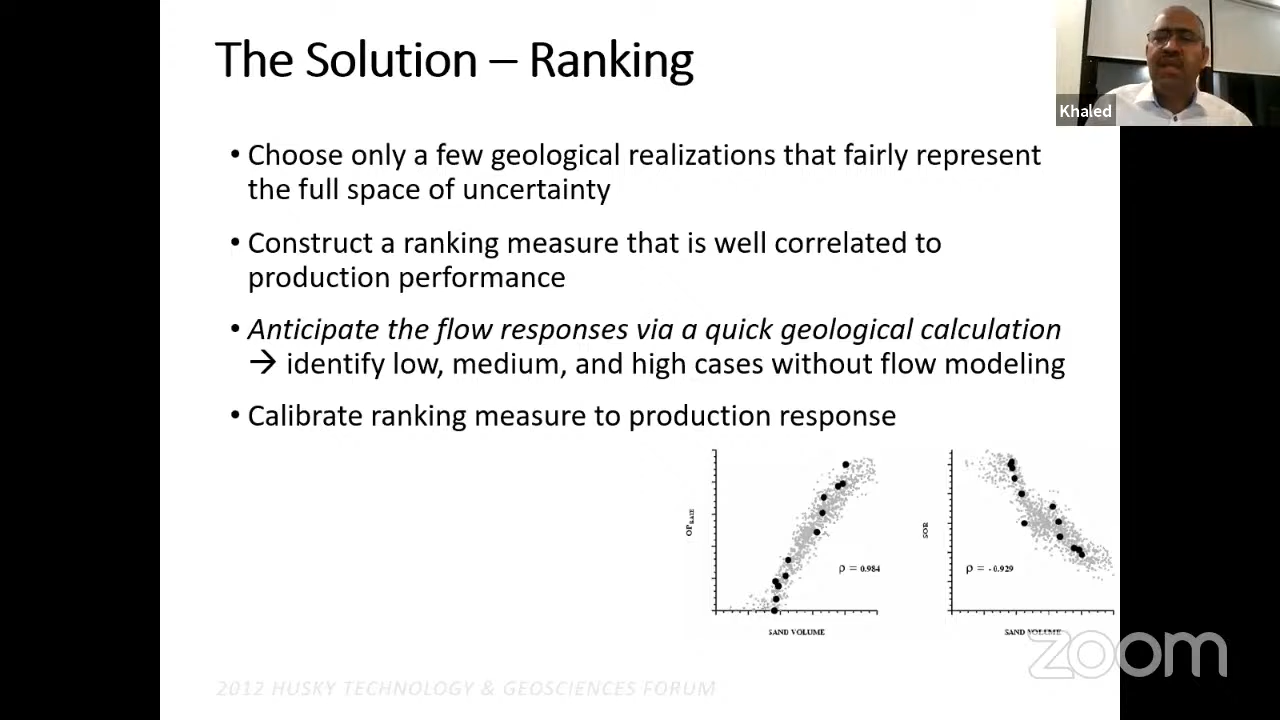 The Solution – Ranking
Khaled
• Choose only a few geological realizations that fairly represent
the full space of uncertainty
• Construct a ranking measure that is well correlated to
production performance
• Anticipate the flow responses via a quick geological calculation
→ identify low, medium, and high cases without flow modeling
• Calibrate ranking measure to production response
OP RATE
ρ = 0.984
SAND VOLUME
SOR
ρ = -0.929
SAND VOLUME
zoom
2012 HUSKY TECHNOLOGY & GEOSCIENCES FORUM